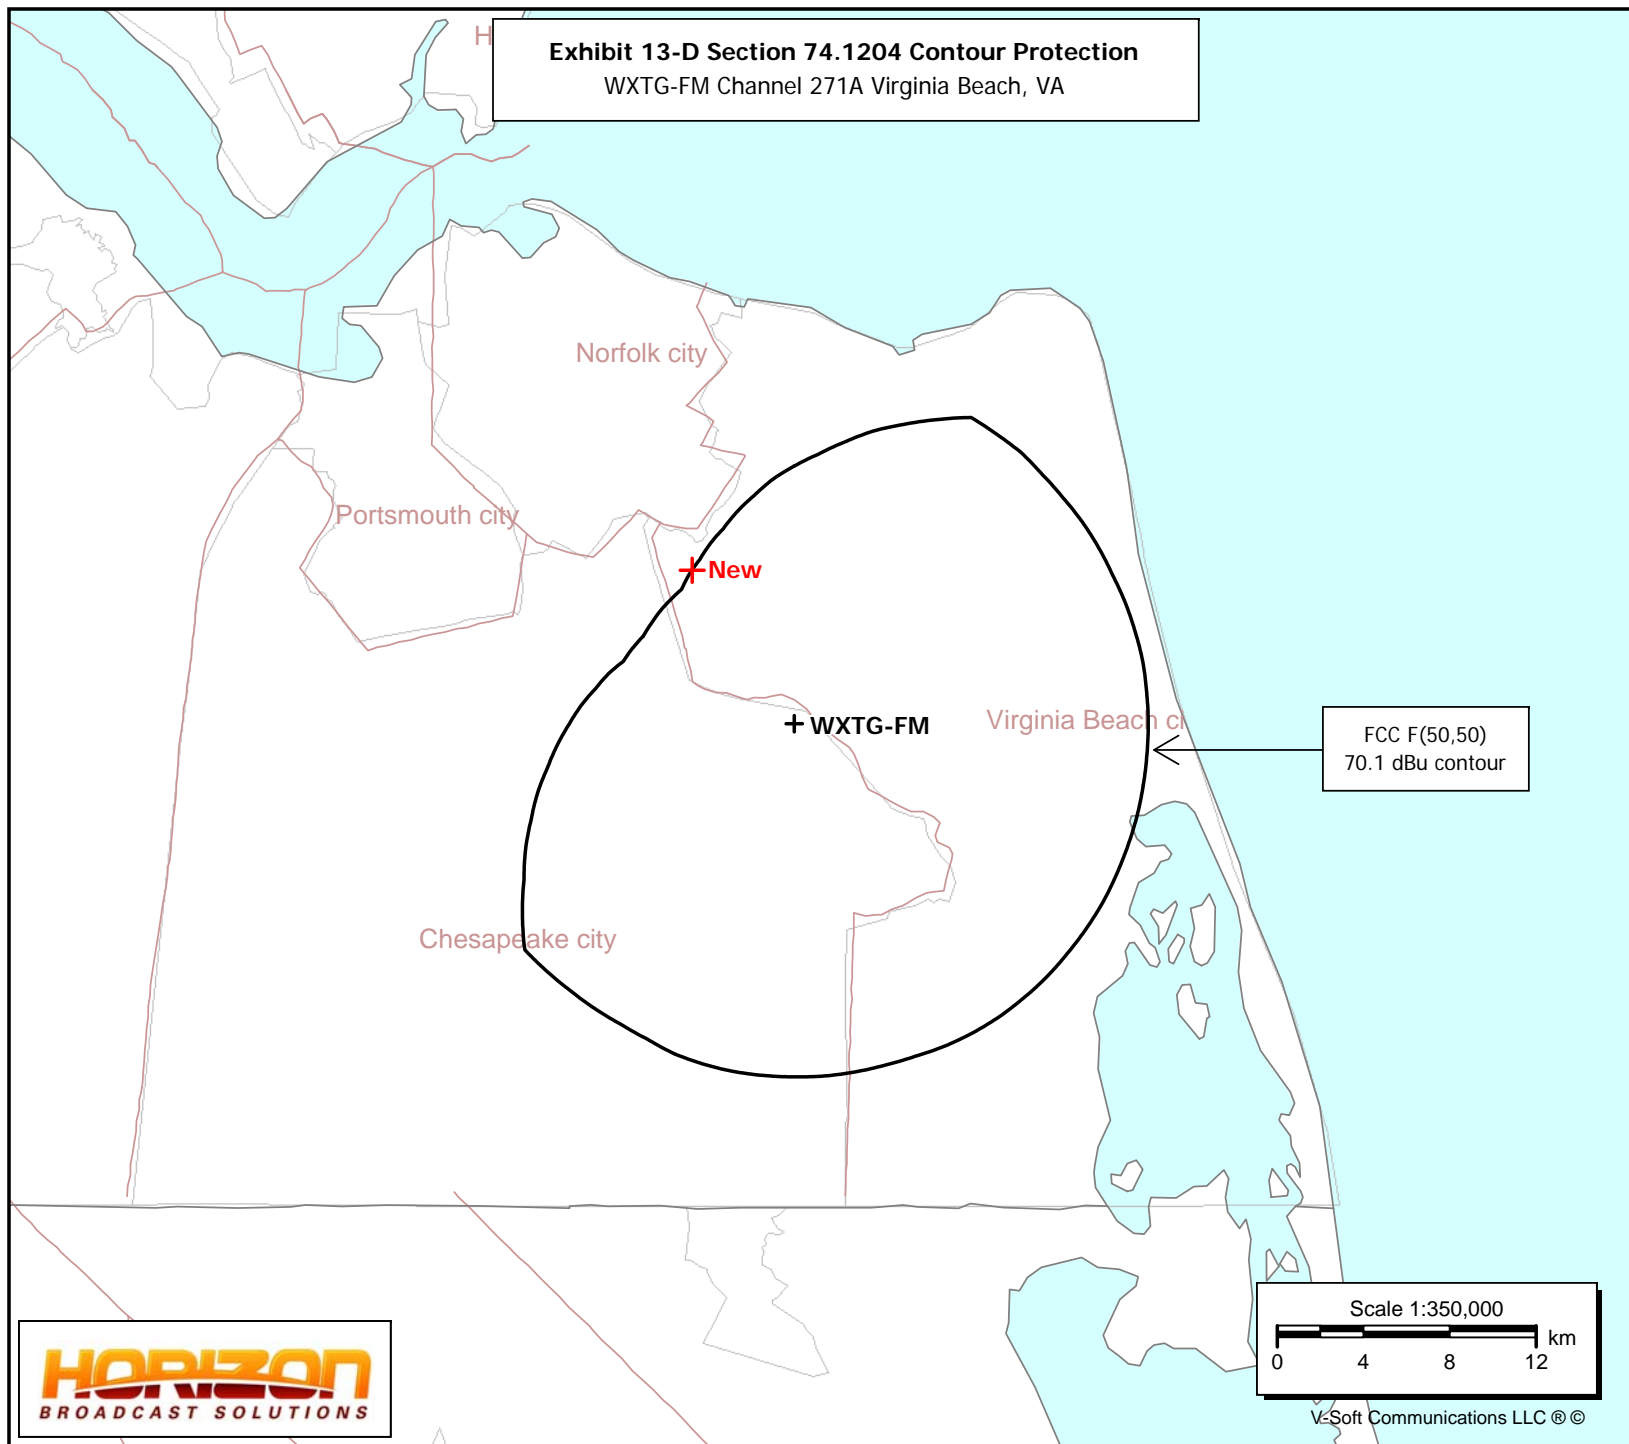 Exhibit 13-D Section 74.1204 Contour Protection
WXTG-FM Channel 271A Virginia Beach, VA
H
Norfolk city
Portsmouth city
New
WXTG-FM
Virginia Beach ci
FCC F(50,50)
70.1 dBu contour
Chesapeake city
Scale 1:350,000
km
0 4 8 12
HORIZON
BROADCAST SOLUTIONS
V-Soft Communications LLC ® ©